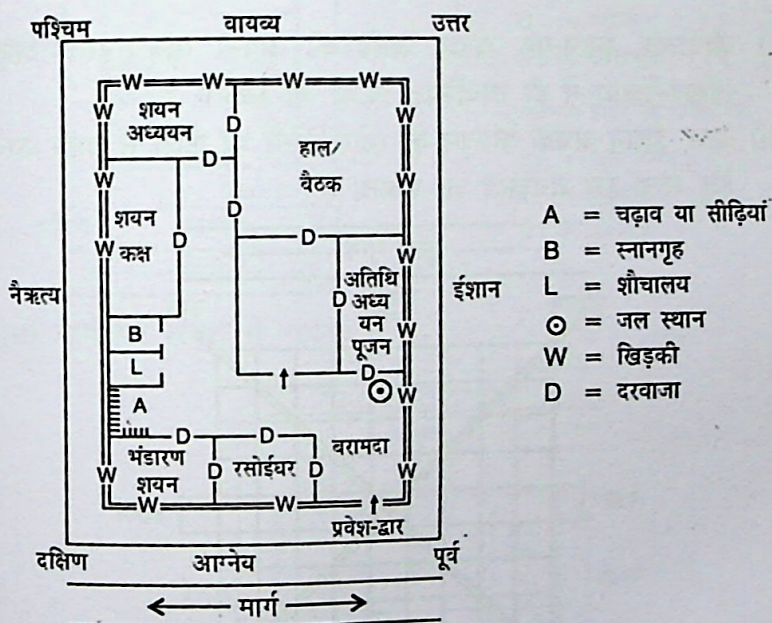 पश्चिम वायव्य उत्तर
W W W W
W शयन D W
अध्ययन हाल/
W D बैठक W
शयन D
W कक्ष D D W
नैऋत्य अतिथि ईशान
D अध्य
B यन W
L पूजन
D W
A
D D बरामदा
भंडारण D रसोईघर D
W शयन W
W W
प्रवेश-द्वार
दक्षिण आग्नेय पूर्व
मार्ग
A = चढ़ाव या सीढ़ियां
B = स्नानगृह
L = शौचालय
⊙ = जल स्थान
W = खिड़की
D = दरवाजा